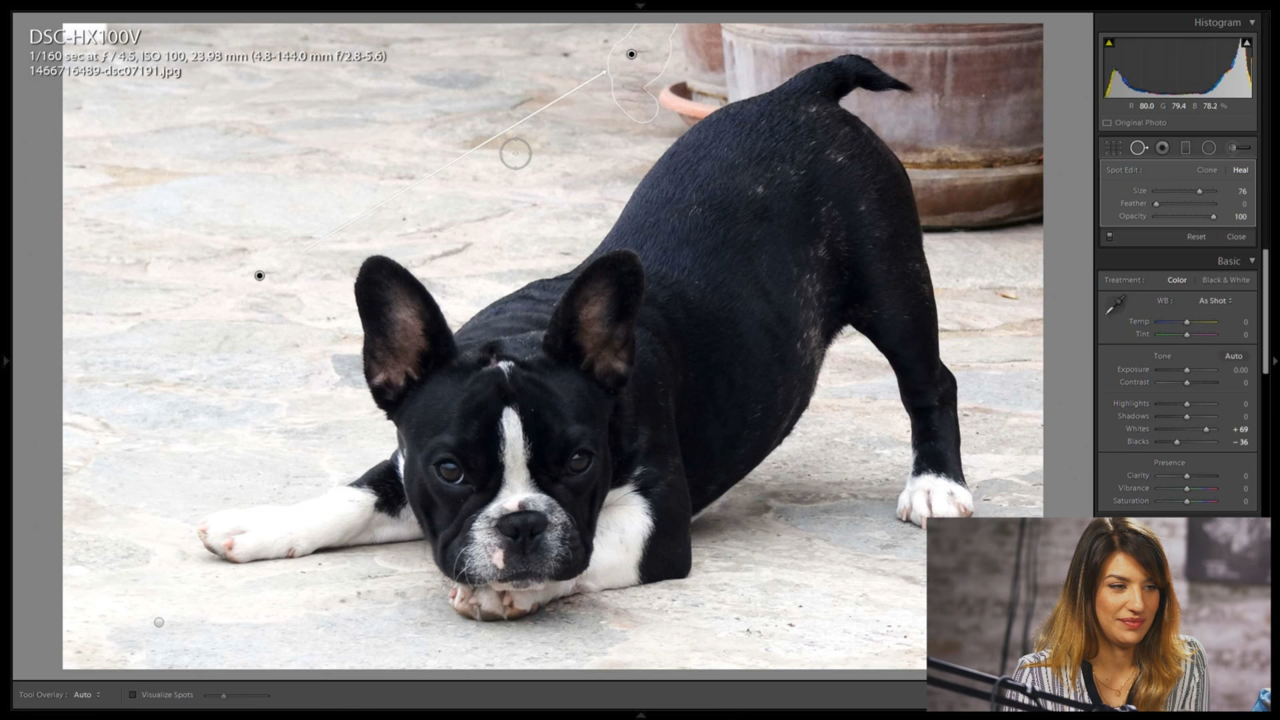 DSC-HX100V
1/160 sec at ƒ / 4.5, ISO 100, 23.98 mm (4.8-144.0 mm f/2.8-5.6)
1466716489-dsc07191.jpg
Histogram
R 80.0 G 79.4 B 78.2 %
Original Photo
Spot Edit : Clone Heal
Size 76
Feather 0
Opacity 100
Reset Close
Basic
Treatment : Color Black & White
WB : As Shot
Temp 0
Tint 0
Tone Auto
Exposure 0.00
Contrast 0
Highlights 0
Shadows 0
Whites + 69
Blacks – 36
Presence
Clarity 0
Vibrance 0
Saturation 0
Tool Overlay : Auto Visualize Spots